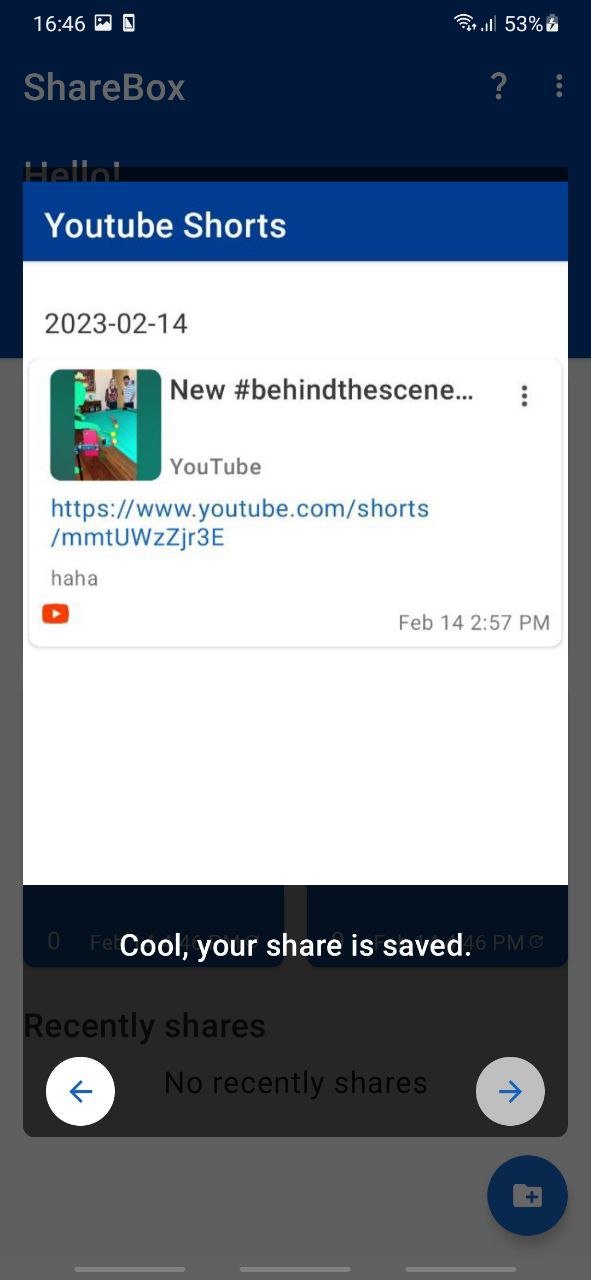 16:46 53%
ShareBox ?
Hello!
Youtube Shorts
2023-02-14
New #behindthescene...
YouTube
https://www.youtube.com/shorts
/mmtUWzZjr3E
haha
Feb 14 2:57 PM
0 Feb 14 4:46 PM 0 Feb 14 4:46 PM
Cool, your share is saved.
Recently shares
No recently shares